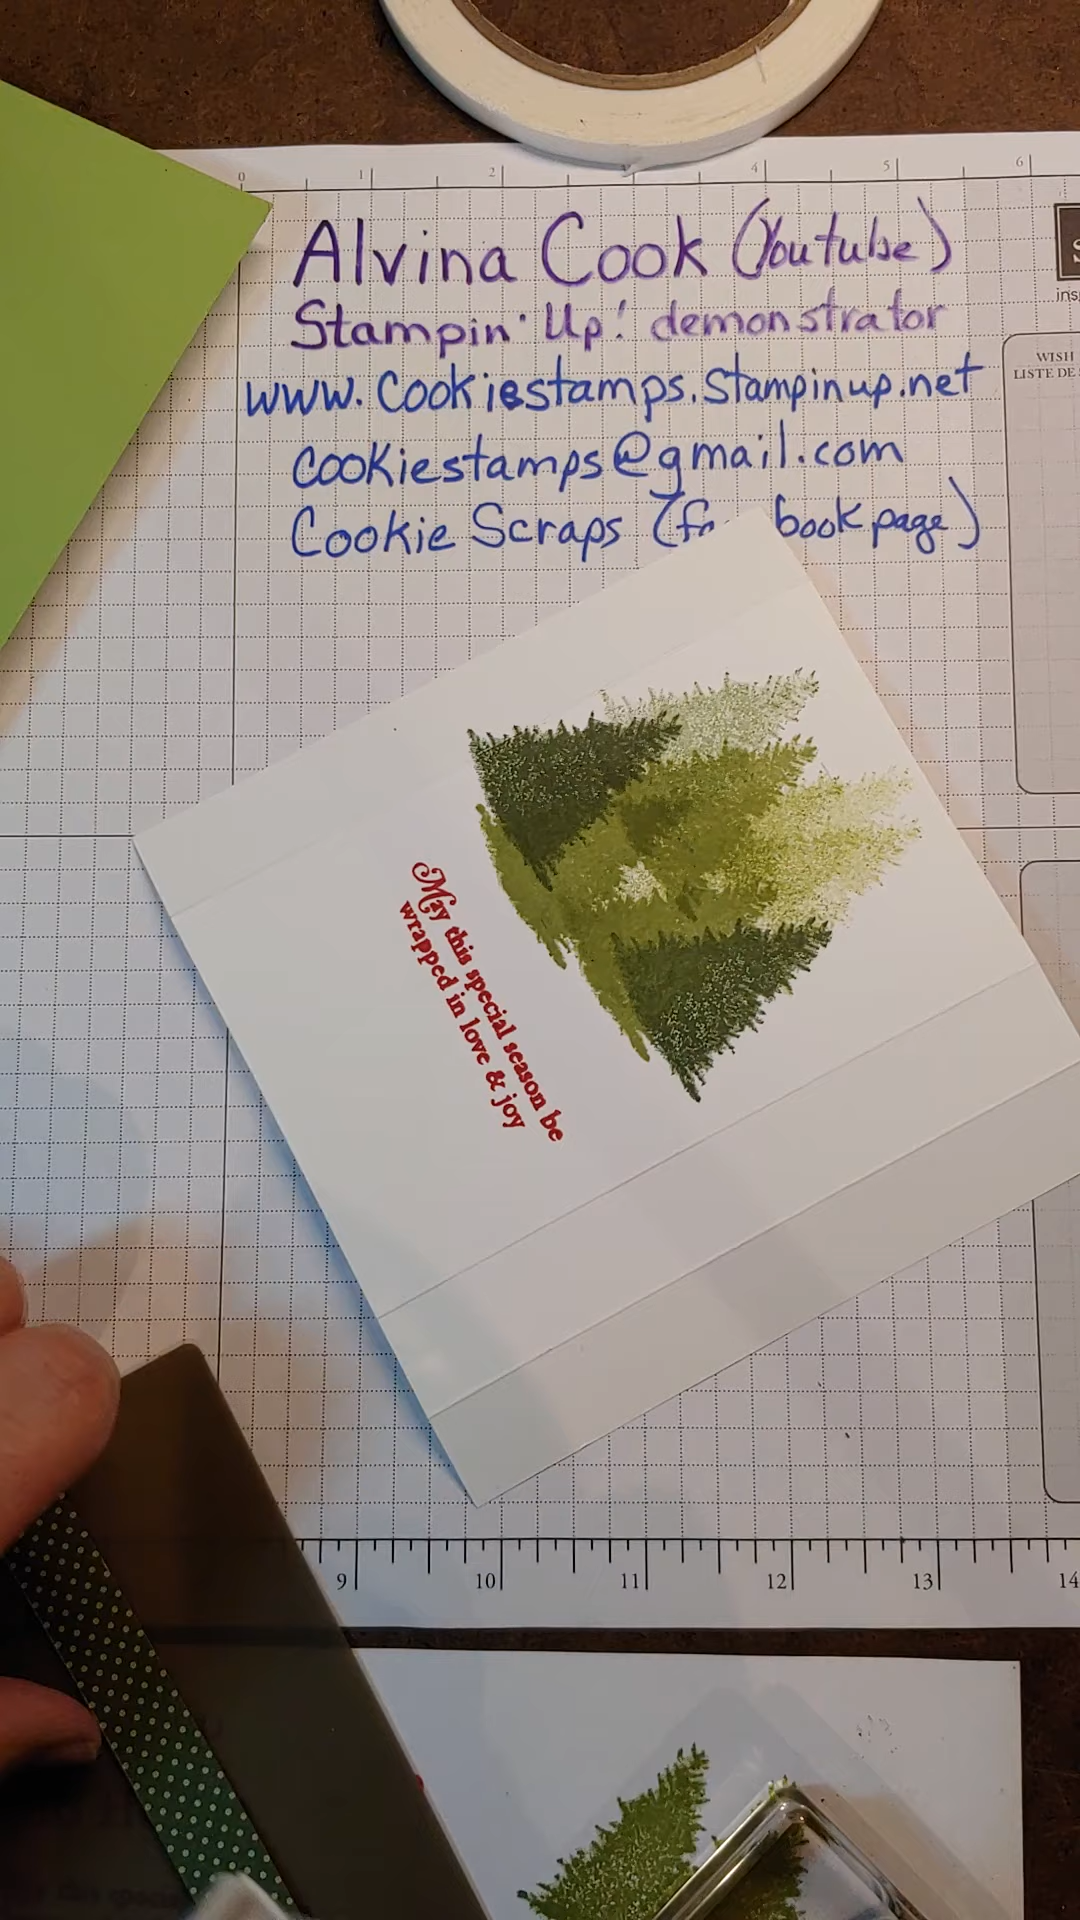 0 1 2 4 5 6
Alvina Cook (Youtube)
Stampin' Up! demonstrator
www.cookiestamps.stampinup.net
cookiestamps@gmail.com
Cookie Scraps (fa book page)
WISH
LISTE DE
May this special season be
wrapped in love & joy
9 10 11 12 13 14